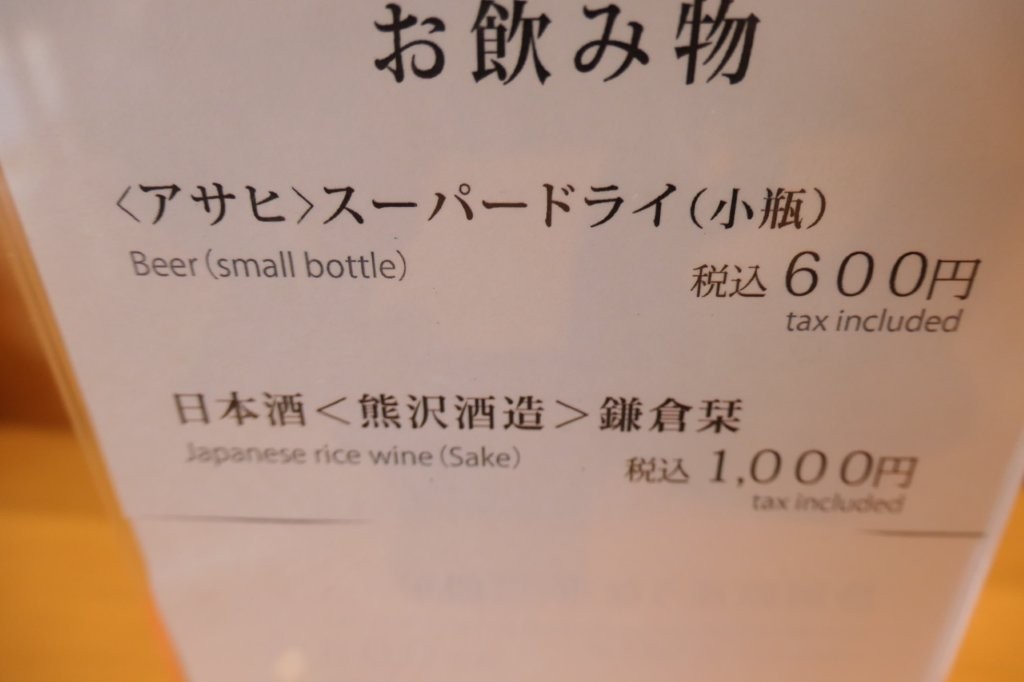 お飲み物
〈アサヒ〉スーパードライ(小瓶)
Beer(small bottle)
税込 600円
tax included
日本酒<熊沢酒造>鎌倉栞
Japanese rice wine(Sake)
税込 1,000円
tax included